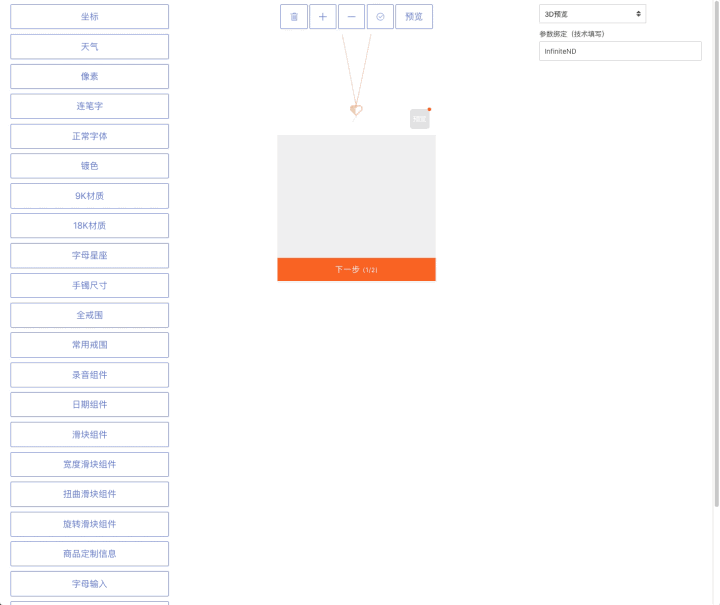 坐标
天气
像素
连笔字
正常字体
镀色
9K材质
18K材质
字母星座
手镯尺寸
全戒围
常用戒围
录音组件
日期组件
滑块组件
宽度滑块组件
扭曲滑块组件
旋转滑块组件
商品定制信息
字母输入
预览
预览
下一步 (1/2)
3D预览
参数绑定（技术填写）
InfiniteND